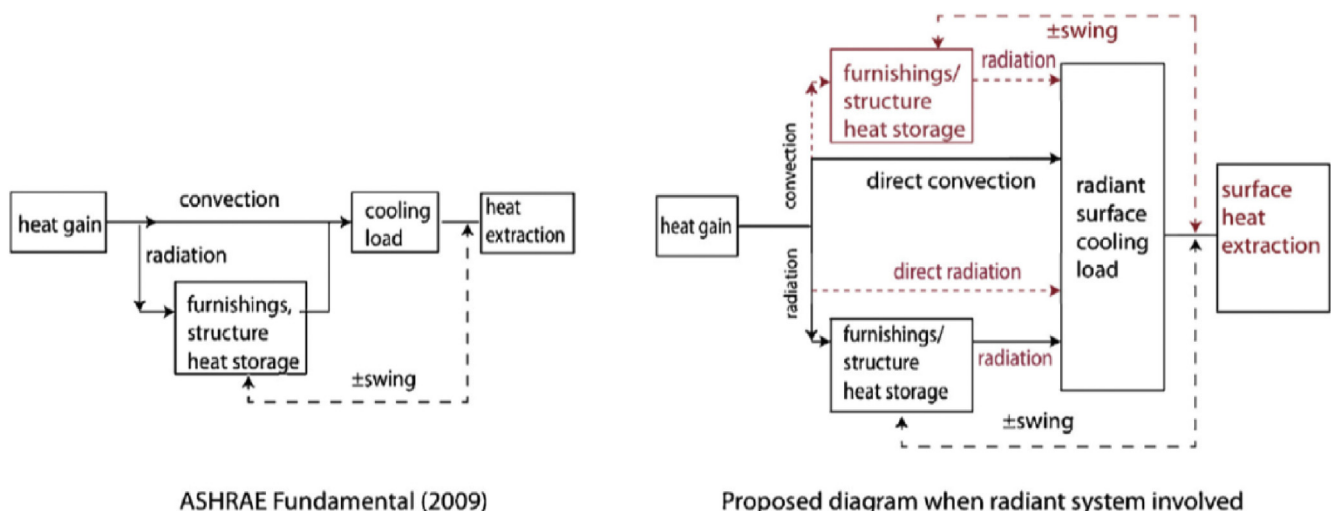 heat gain
convection
radiation
furnishings,
structure
heat storage
cooling
load
heat
extraction
±swing
ASHRAE Fundamental (2009)
±swing
furnishings/
structure
heat storage
radiation
convection
direct convection
heat gain
radiation
direct radiation
furnishings/
structure
heat storage
radiation
radiant
surface
cooling
load
surface
heat
extraction
±swing
Proposed diagram when radiant system involved